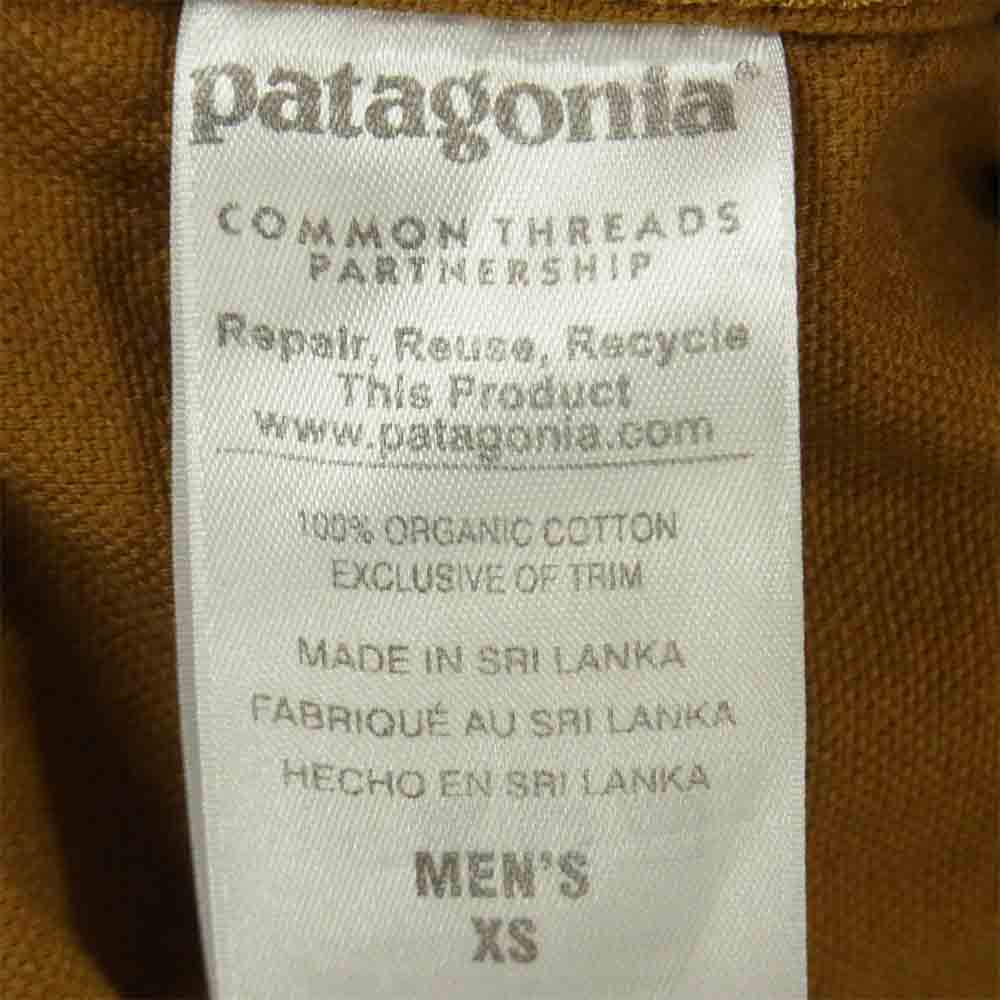 patagonia®
COMMON THREADS
PARTNERSHIP
Repair, Reuse, Recycle
This Product
www.patagonia.com
100% ORGANIC COTTON
EXCLUSIVE OF TRIM
MADE IN SRI LANKA
FABRIQUÉ AU SRI LANKA
HECHO EN SRI LANKA
MEN'S
XS